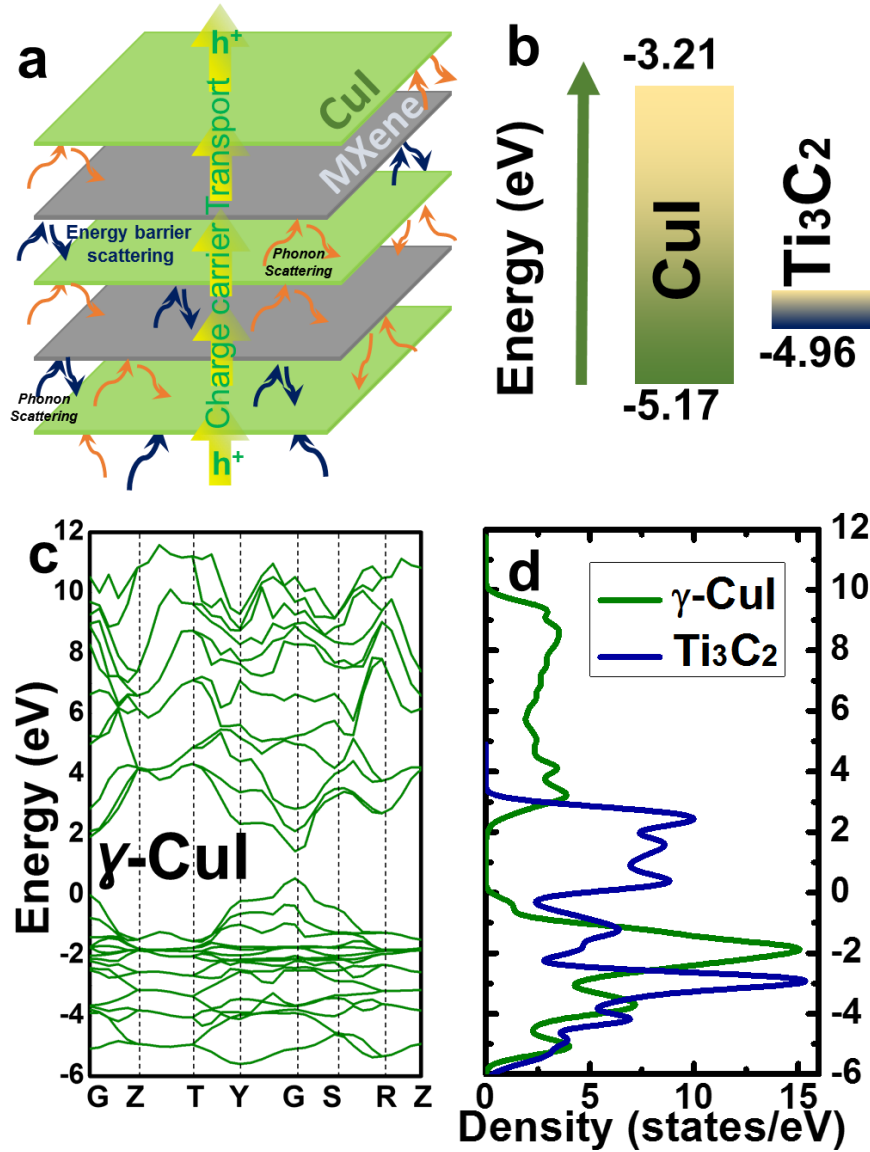 a
h+
CuI
MXene
Charge carrier Transport
Energy barrier
scattering
Phonon
Scattering
Phonon
Scattering
h+
b
Energy (eV)
-3.21
CuI
-5.17
Ti3C2
-4.96
c
Energy (eV)
12
10
8
6
4
2
0
-2
-4
-6
γ-CuI
G Z T Y G S R Z
d
γ-CuI
Ti3C2
12
10
8
6
4
2
0
-2
-4
-6
0 5 10 15
Density (states/eV)